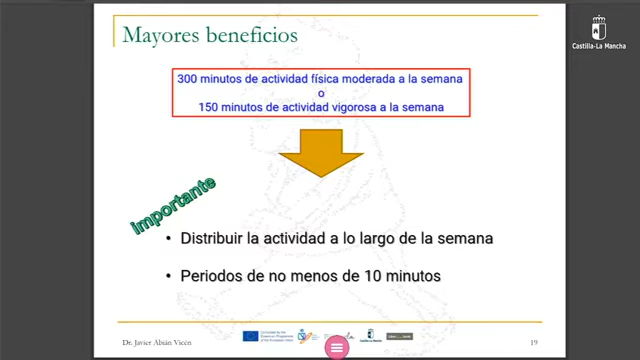 Mayores beneficios
Castilla-La Mancha
300 minutos de actividad física moderada a la semana
o
150 minutos de actividad vigorosa a la semana
importante
• Distribuir la actividad a lo largo de la semana
• Periodos de no menos de 10 minutos
Dr. Javier Abián Vicén
19